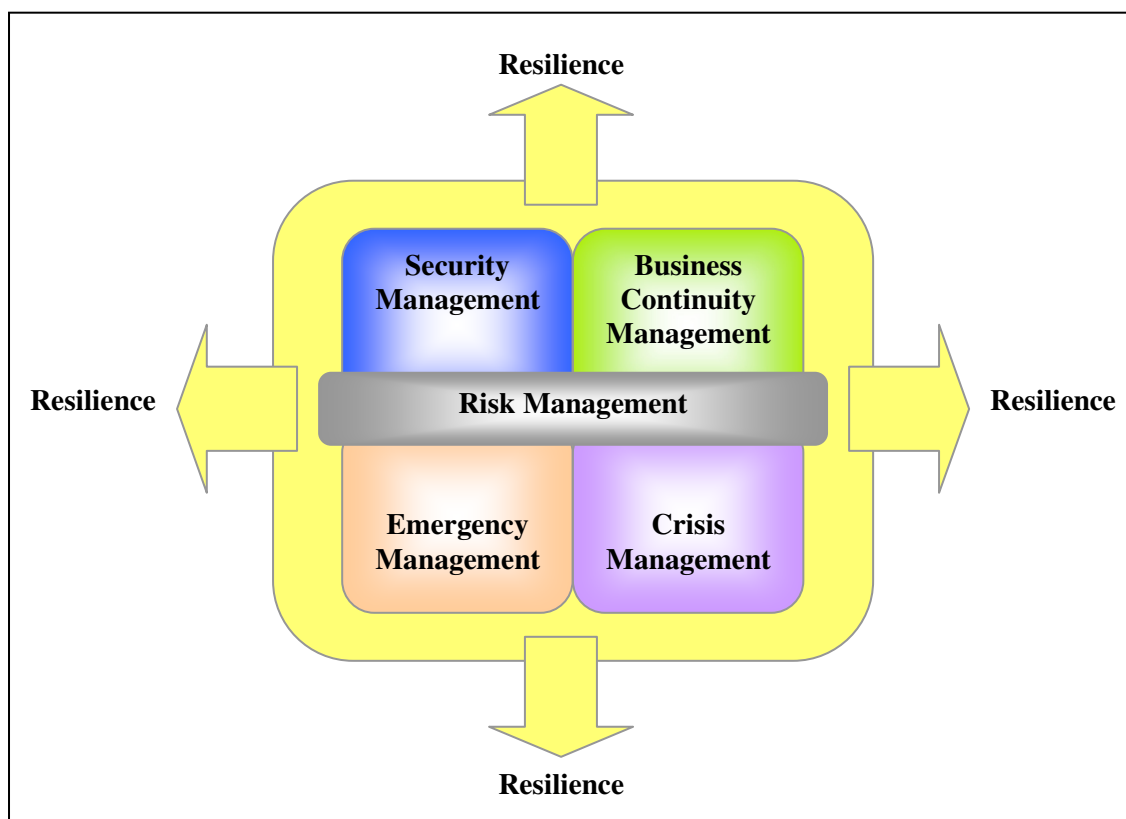 Resilience
Security
Management
Business
Continuity
Management
Resilience
Risk Management
Resilience
Emergency
Management
Crisis
Management
Resilience